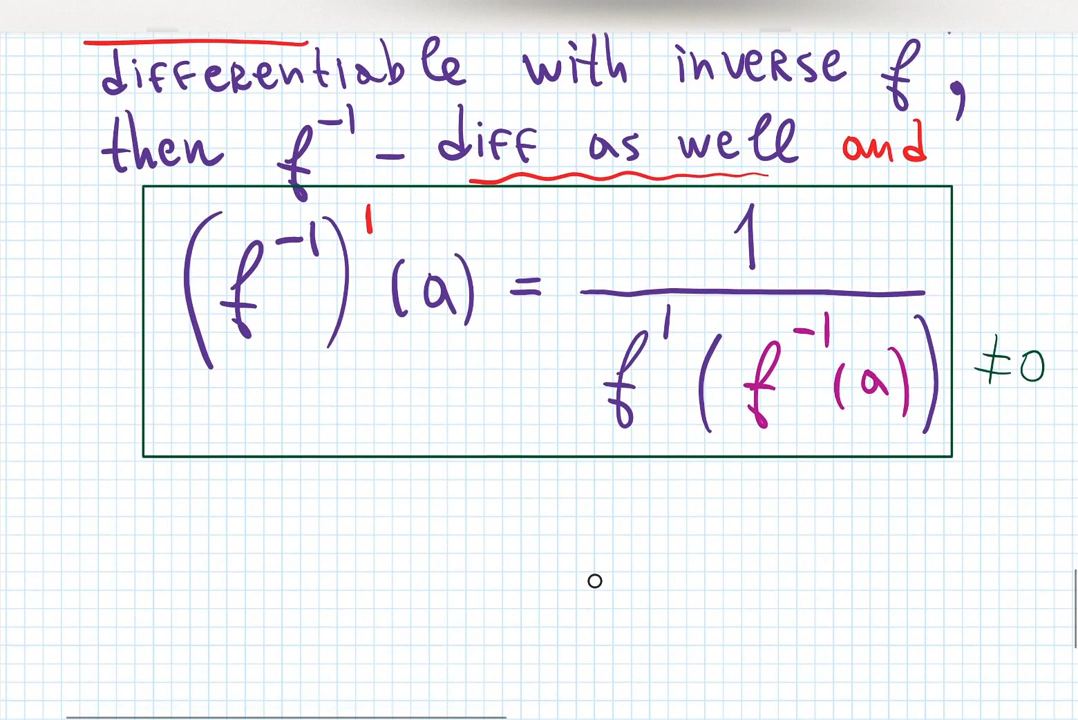 differentiable with inverse f,
then f⁻¹ – diff as well and
(f⁻¹)'(a) = 1 / f'(f⁻¹(a)) ≠0